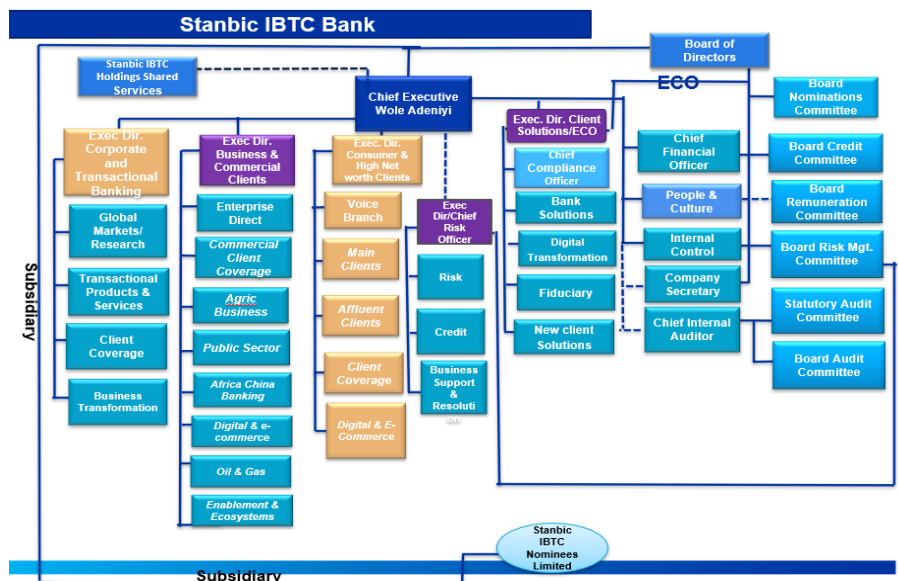 Stanbic IBTC Bank
Board of
Directors
Stanbic IBTC
Holdings Shared
Services
ECO
Chief Executive
Wole Adeniyi
Board
Nominations
Committee
Exec Dir.
Corporate
and
Transactional
Banking
Exec Dir.
Business &
Commercial
Clients
Exec. Dir.
Consumer &
High Net
worth Clients
Exec. Dir. Client
Solutions/ECO
Chief
Financial
Officer
Board Credit
Committee
Chief
Compliance
Officer
Global
Markets/
Research
Enterprise
Direct
Voice
Branch
Exec
Dir/Chief
Risk
Officer
Bank
Solutions
People &
Culture
Board
Remuneration
Committee
Commercial
Client
Coverage
Main
Clients
Digital
Transformation
Internal
Control
Board Risk Mgt.
Committee
Subsidiary
Transactional
Products &
Services
Agric
Business
Affluent
Clients
Risk
Fiduciary
Company
Secretary
Statutory Audit
Committee
Client
Coverage
Public Sector
Credit
New client
Solutions
Chief Internal
Auditor
Board Audit
Committee
Business
Transformation
Africa China
Banking
Client
Coverage
Business
Support
&
Resoluti
on
Digital & e-
commerce
Digital & E-
Commerce
Oil & Gas
Enablement &
Ecosystems
Stanbic
IBTC
Nominees
Limited
Subsidiary